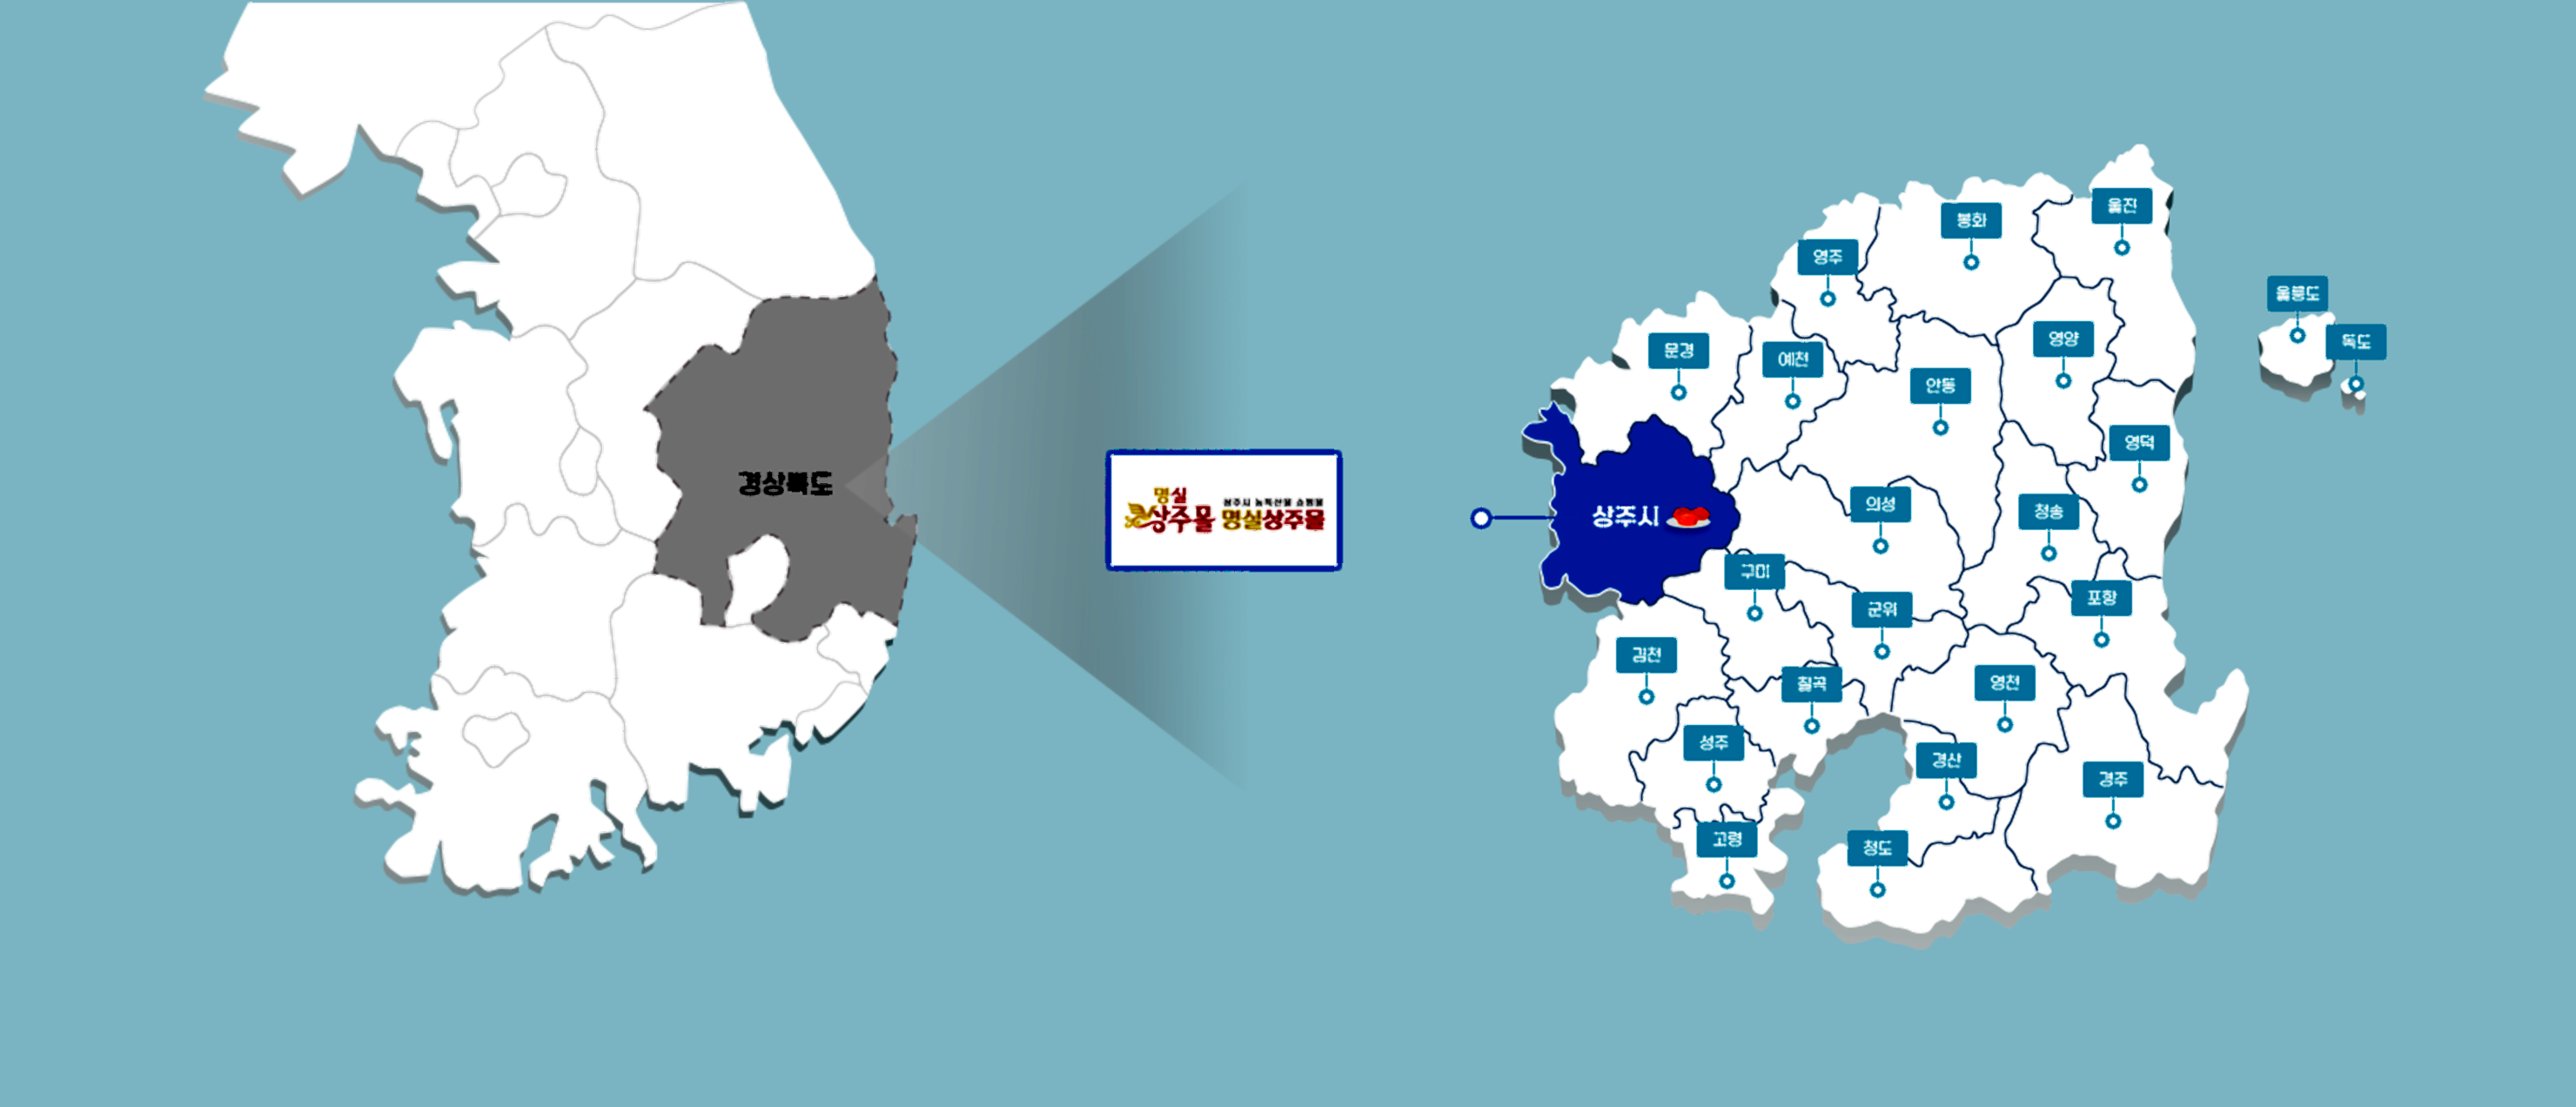 경상북도
명실
상주몰
상주시 농특산물 쇼핑몰
명실상주몰
울진
봉화
영주
울릉도
독도
영양
문경
예천
안동
영덕
의성
청송
상주시
구미
군위
포항
김천
칠곡
영천
성주
경산
경주
고령
청도